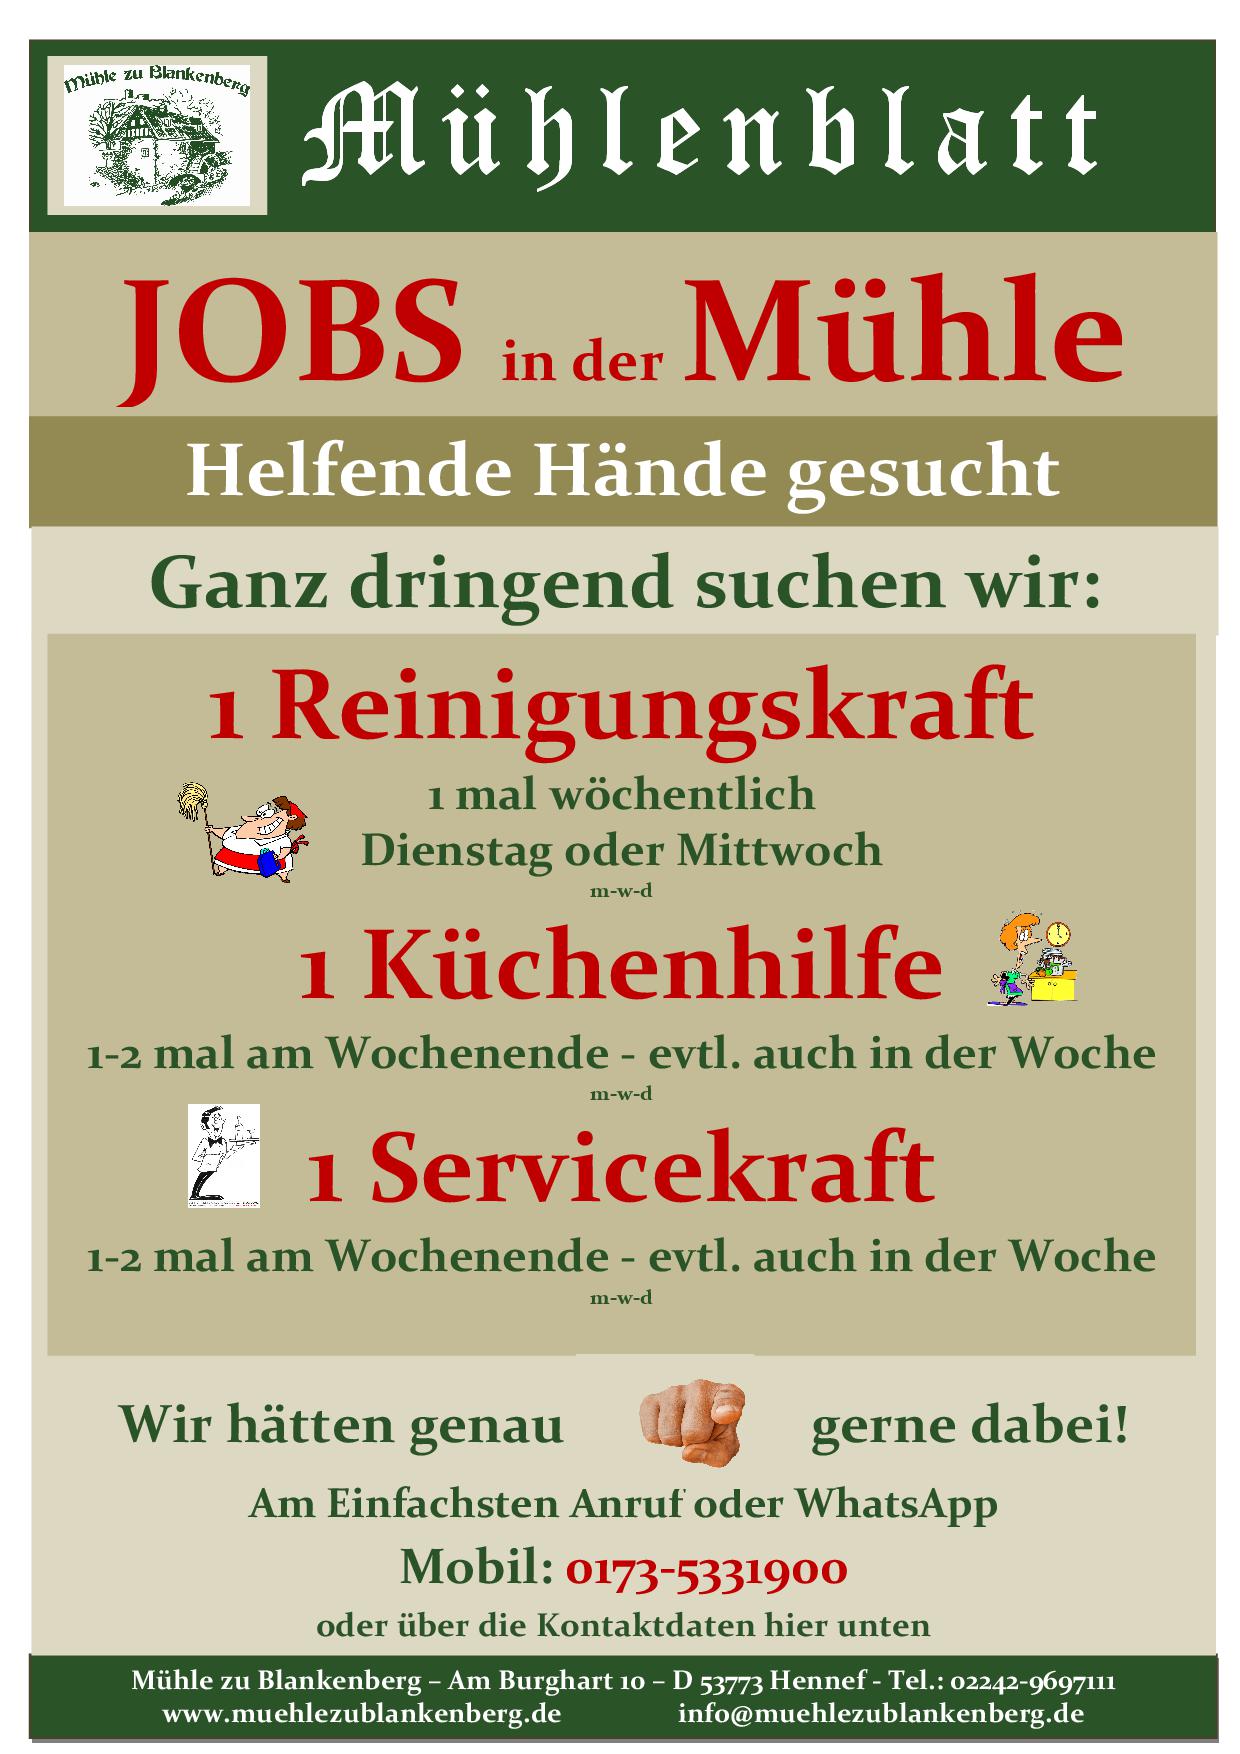 Mühle zu Blankenberg
Mühlenblatt
JOBS in der Mühle
Helfende Hände gesucht
Ganz dringend suchen wir:
1 Reinigungskraft
1 mal wöchentlich
Dienstag oder Mittwoch
m-w-d
1 Küchenhilfe
1-2 mal am Wochenende - evtl. auch in der Woche
m-w-d
1 Servicekraft
1-2 mal am Wochenende - evtl. auch in der Woche
m-w-d
Wir hätten genau gerne dabei!
Am Einfachsten Anruf oder WhatsApp
Mobil: 0173-5331900
oder über die Kontaktdaten hier unten
Mühle zu Blankenberg – Am Burghart 10 – D 53773 Hennef - Tel.: 02242-9697111
www.muehlezublankenberg.de info@muehlezublankenberg.de